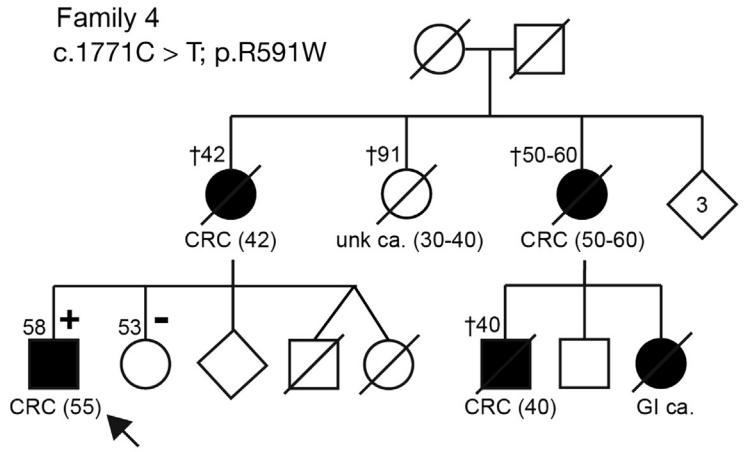 Family 4
c.1771C > T; p.R591W
†42
†91
†50-60
3
CRC (42)
unk ca. (30-40)
CRC (50-60)
58 +
53 -
†40
CRC (55)
CRC (40)
GI ca.